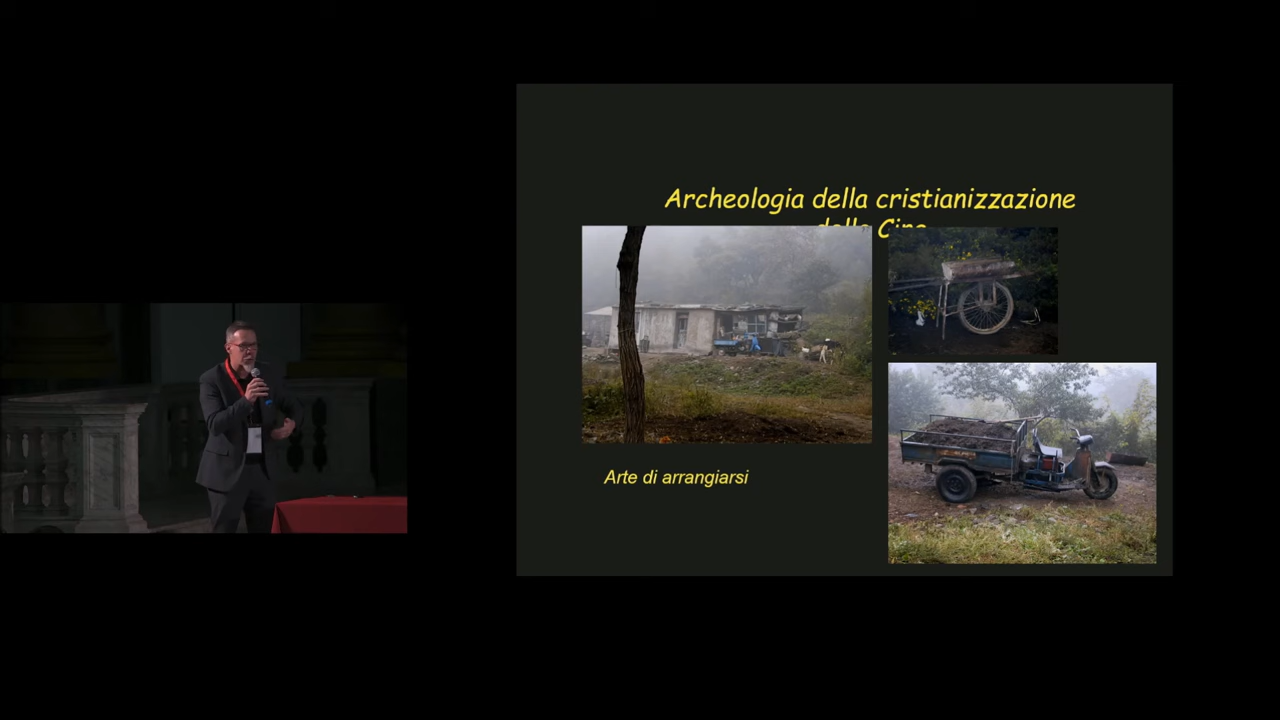 Archeologia della cristianizzazione
della Cina
Arte di arrangiarsi